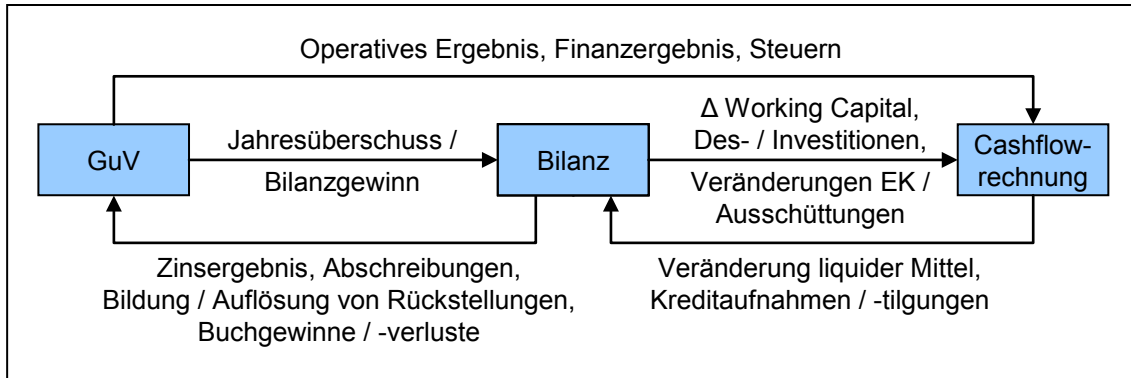 Operatives Ergebnis, Finanzergebnis, Steuern
GuV
Jahresüberschuss /
Bilanzgewinn
Bilanz
Δ Working Capital,
Des- / Investitionen,
Veränderungen EK /
Ausschüttungen
Cashflow-
rechnung
Zinsergebnis, Abschreibungen,
Bildung / Auflösung von Rückstellungen,
Buchgewinne / -verluste
Veränderung liquider Mittel,
Kreditaufnahmen / -tilgungen